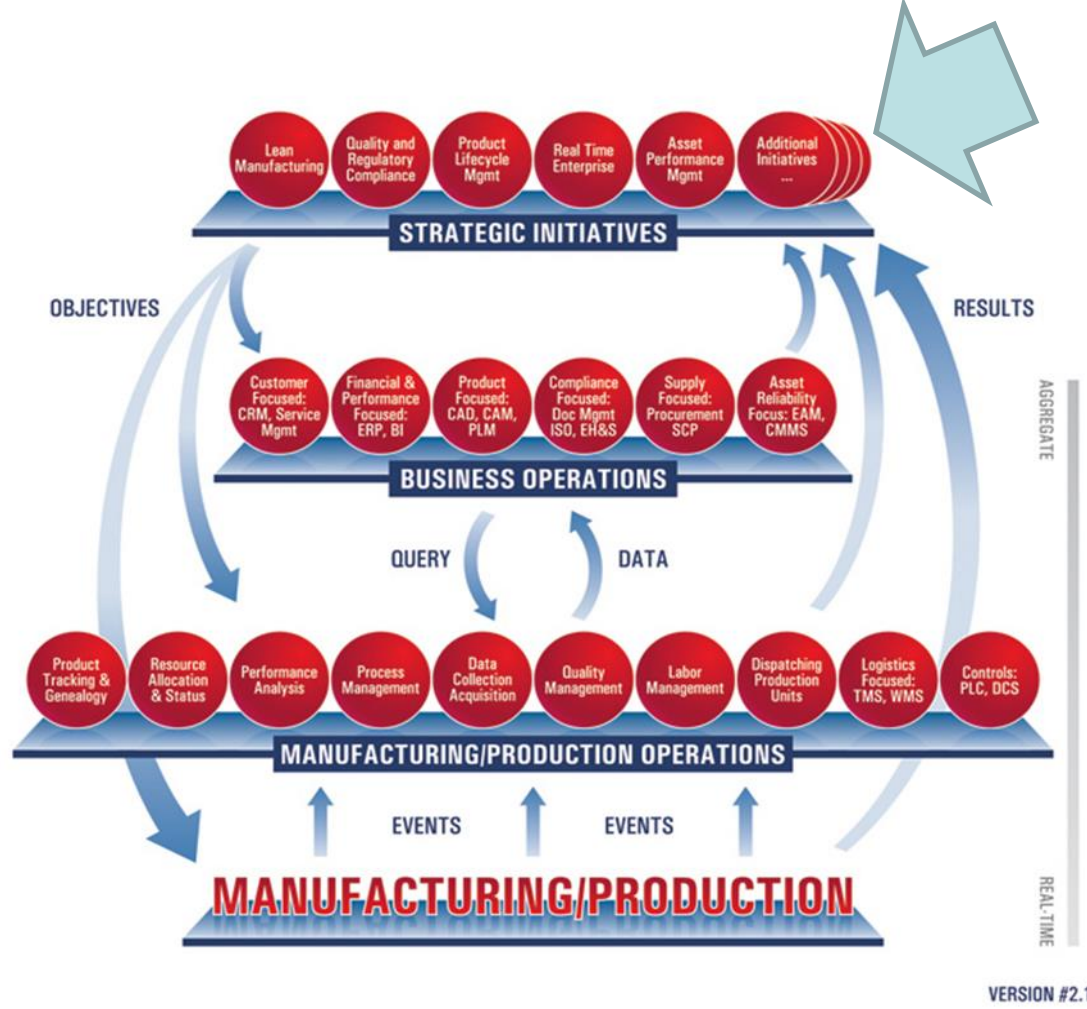 Lean
Manufacturing
Quality and
Regulatory
Compliance
Product
Lifecycle
Mgmt
Real Time
Enterprise
Asset
Performance
Mgmt
Additional
Initiatives
...
STRATEGIC INITIATIVES
OBJECTIVES
RESULTS
Customer
Focused:
CRM, Service
Mgmt
Financial &
Performance
Focused:
ERP, BI
Product
Focused:
CAD, CAM,
PLM
Compliance
Focused:
Doc Mgmt
ISO, EH&S
Supply
Focused:
Procurement
SCP
Asset
Reliability
Focus: EAM,
CMMS
AGGREGATE
BUSINESS OPERATIONS
QUERY
DATA
Product
Tracking &
Genealogy
Resource
Allocation
& Status
Performance
Analysis
Process
Management
Data
Collection
Acquisition
Quality
Management
Labor
Management
Dispatching
Production
Units
Logistics
Focused:
TMS, WMS
Controls:
PLC, DCS
MANUFACTURING/PRODUCTION OPERATIONS
EVENTS
EVENTS
MANUFACTURING/PRODUCTION
REAL-TIME
VERSION #2.1